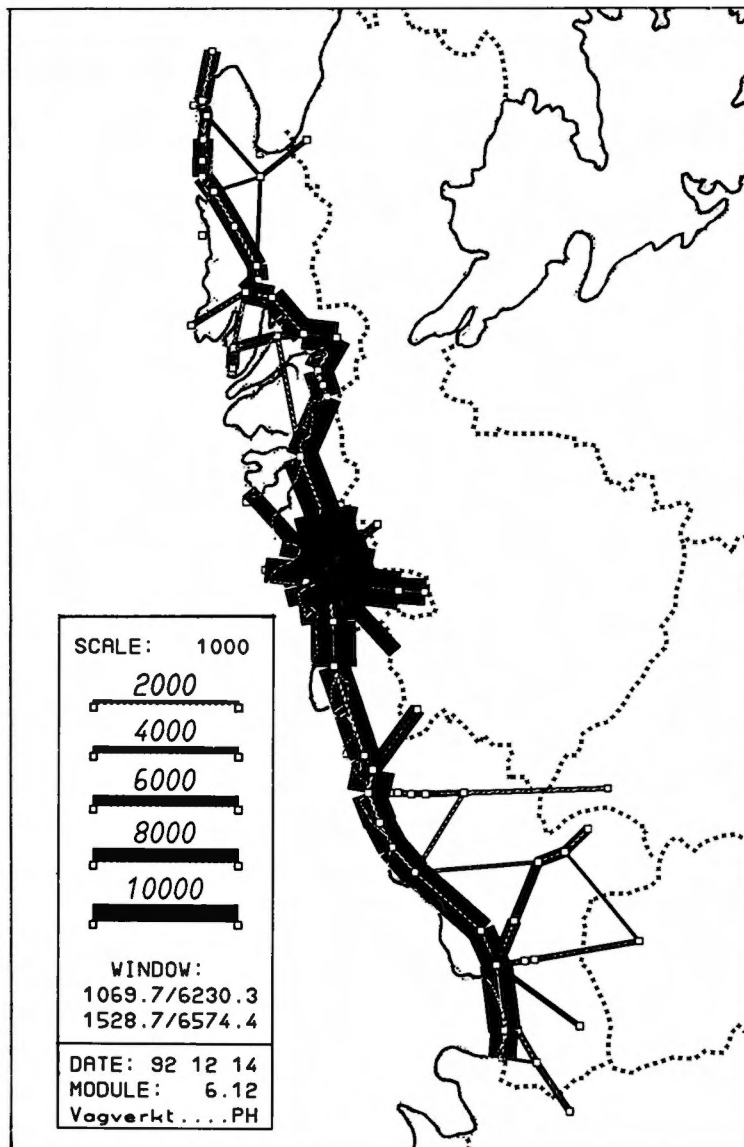 SCALE: 1000
2000
4000
6000
8000
10000
WINDOW:
1069.7/6230.3
1528.7/6574.4
DATE: 92 12 14
MODULE: 6.12
Vagverkt....PH